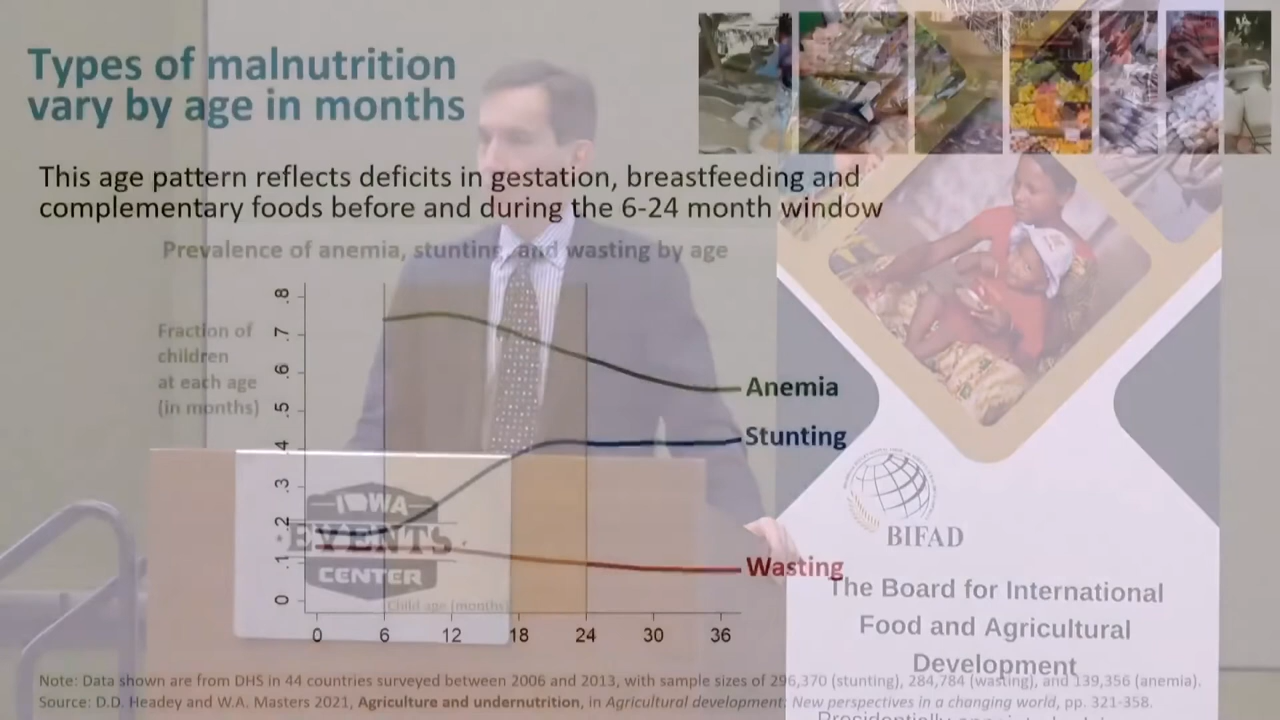 Types of malnutrition
vary by age in months
This age pattern reflects deficits in gestation, breastfeeding and
complementary foods before and during the 6-24 month window
Prevalence of anemia, stunting, and wasting by age
Fraction of
children
at each age
(in months)
.8
.7
.6
.5
.4
.3
.2
.1
0
Anemia
Stunting
Wasting
Child age (months)
0 6 12 18 24 30 36
IOWA
EVENTS
CENTER
BIFAD
The Board for International
Food and Agricultural
Development
Presidentially appointed
Note: Data shown are from DHS in 44 countries surveyed between 2006 and 2013, with sample sizes of 296,370 (stunting), 284,784 (wasting), and 139,356 (anemia).
Source: D.D. Headey and W.A. Masters 2021, Agriculture and undernutrition, in Agricultural development: New perspectives in a changing world, pp. 321-358.